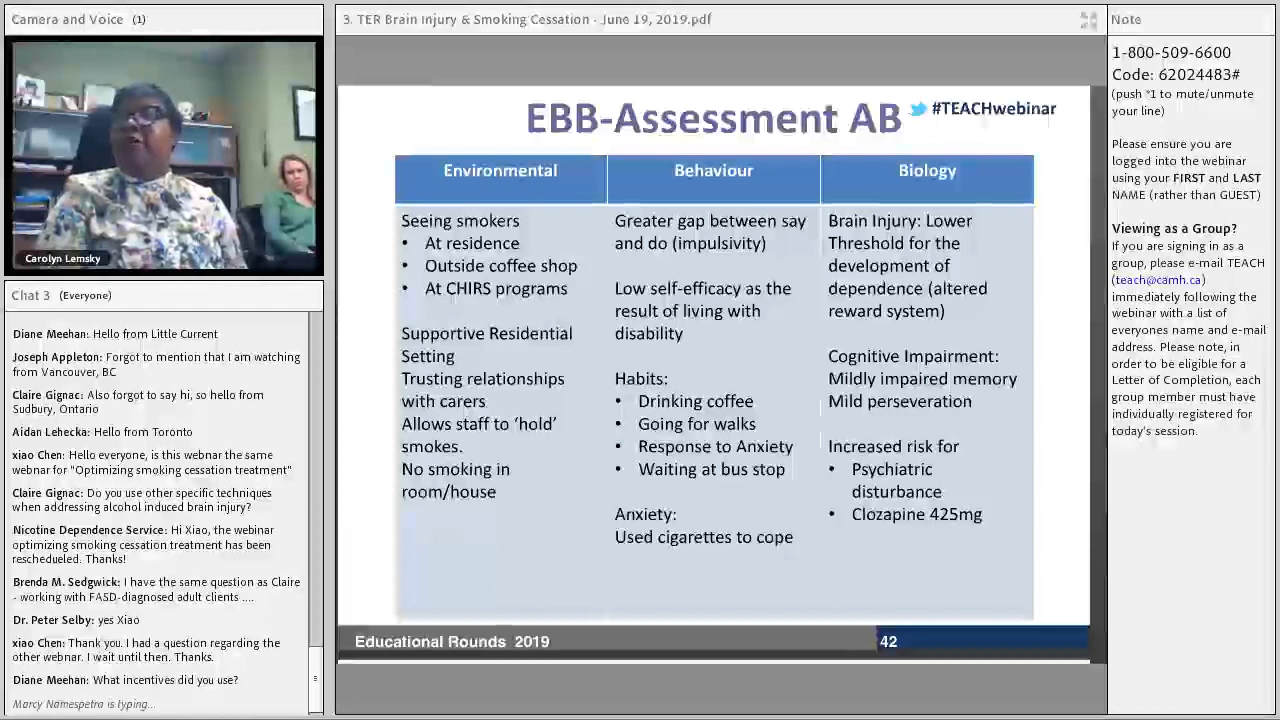 Camera and Voice (1)
Carolyn Lemsky
Chat 3 (Everyone)
Diane Meehan: Hello from Little Current
Joseph Appleton: Forgot to mention that I am watching
from Vancouver, BC
Claire Gignac: Also forgot to say hi, so hello from
Sudbury, Ontario
Aidan Lehecka: Hello from Toronto
xiao Chen: Hello everyone, is this webinar the same
webinar for "Optimizing smoking cessation treatment"
Claire Gignac: Do you use other specific techniques
when addressing alcohol induced brain injury?
Nicotine Dependence Service: Hi Xiao, the webinar
optimizing smoking cessation treatment has been
reschedueled. Thanks!
Brenda M. Sedgwick: I have the same question as Claire
- working with FASD-diagnosed adult clients ....
Dr. Peter Selby: yes Xiao
xiao Chen: Thank you. I had a question regarding the
other webinar. I wait until then. Thanks.
Diane Meehan: What incentives did you use?
Marcy Namespetra is typing...
3. TER Brain Injury & Smoking Cessation - June 19, 2019.pdf
EBB-Assessment AB
#TEACHwebinar
Environmental
Seeing smokers
• At residence
• Outside coffee shop
• At CHIRS programs
Supportive Residential
Setting
Trusting relationships
with carers
Allows staff to ‘hold’
smokes.
No smoking in
room/house
Behaviour
Greater gap between say
and do (impulsivity)
Low self-efficacy as the
result of living with
disability
Habits:
• Drinking coffee
• Going for walks
• Response to Anxiety
• Waiting at bus stop
Anxiety:
Used cigarettes to cope
Biology
Brain Injury: Lower
Threshold for the
development of
dependence (altered
reward system)
Cognitive Impairment:
Mildly impaired memory
Mild perseveration
Increased risk for
• Psychiatric
disturbance
• Clozapine 425mg
Educational Rounds 2019
42
Note
1-800-509-6600
Code: 62024483#
(push *1 to mute/unmute
your line)
Please ensure you are
logged into the webinar
using your FIRST and LAST
NAME (rather than GUEST)
Viewing as a Group?
If you are signing in as a
group, please e-mail TEACH
(teach@camh.ca)
immediately following the
webinar with a list of
everyones name and e-mail
address. Please note, in
order to be eligible for a
Letter of Completion, each
group member must have
individually registered for
today's session.